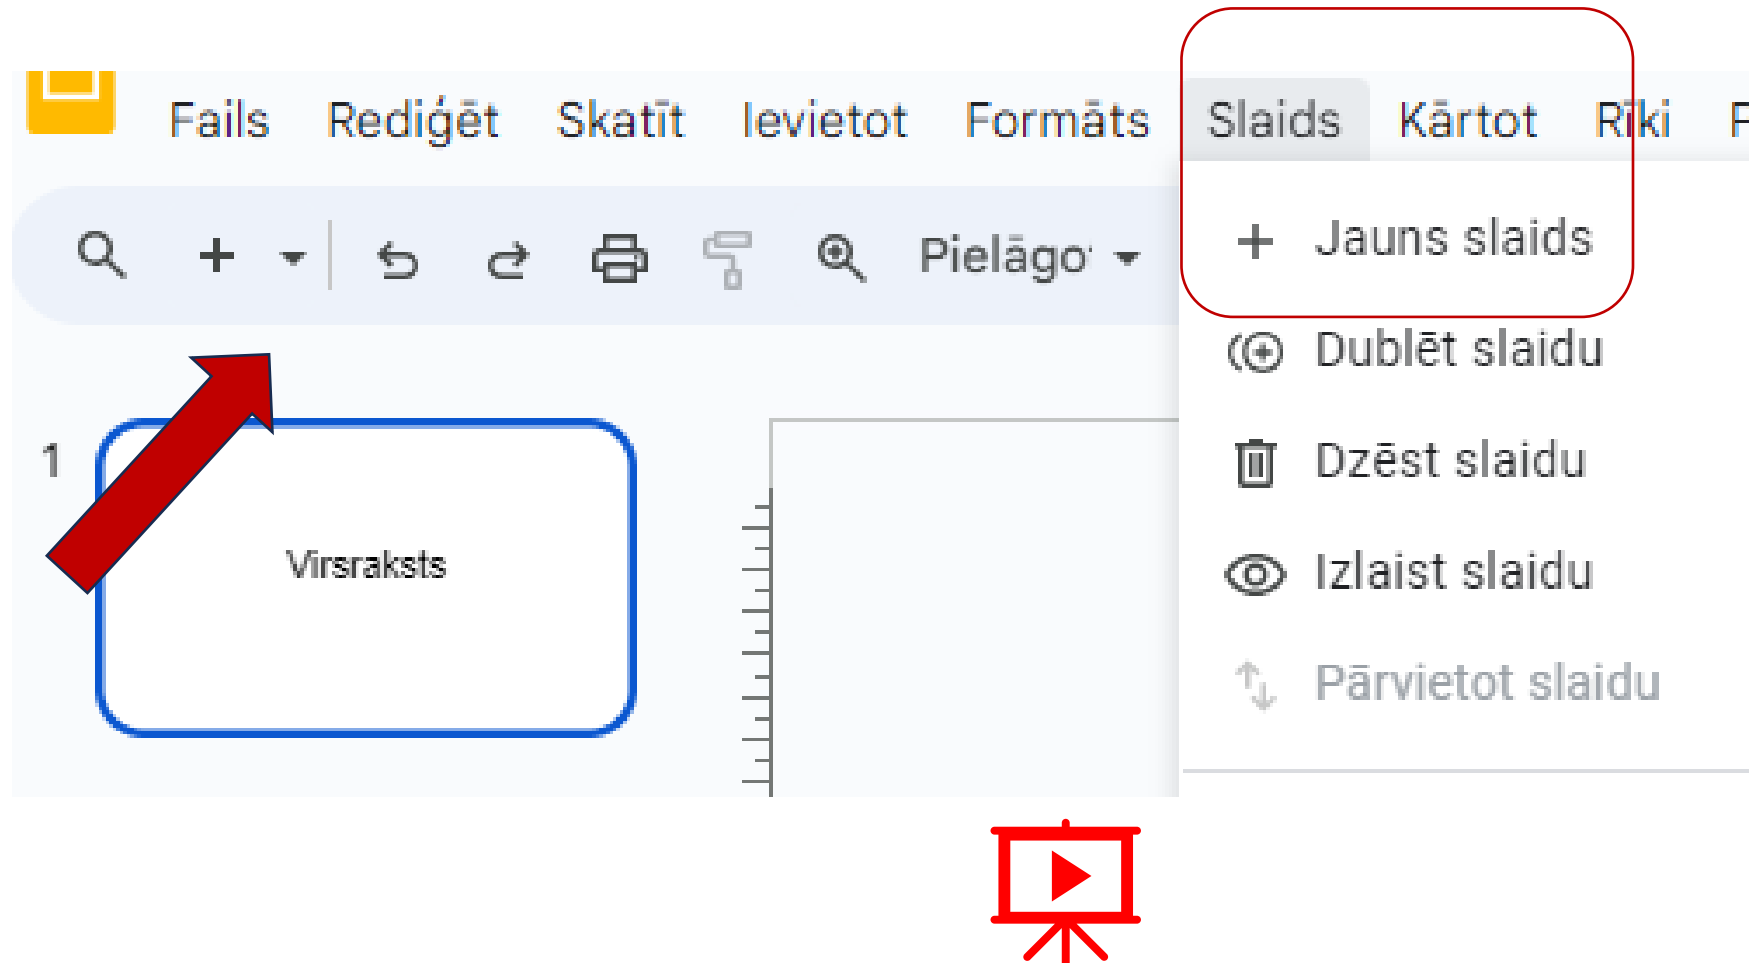 Fails Rediģēt Skatīt Ievietot Formāts Slaids Kārtot Rīki
Pielāgo
Jauns slaids
Dublēt slaidu
Dzēst slaidu
Izlaist slaidu
Pārvietot slaidu
1
Virsraksts